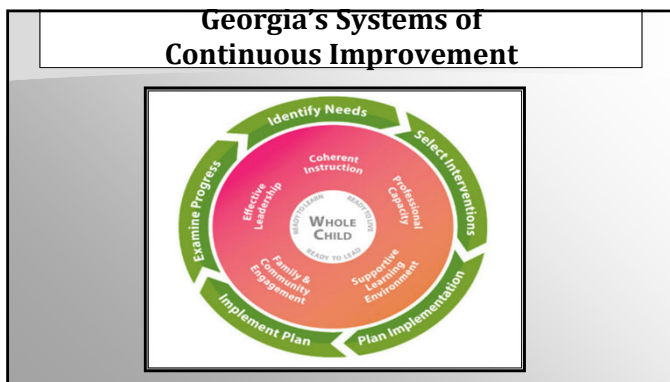 Georgia's Systems of
Continuous Improvement
Identify Needs
Select Interventions
Plan Implementation
Implement Plan
Examine Progress
Coherent
Instruction
Professional
Capacity
Supportive
Learning
Environment
Family &
Community
Engagement
Effective
Leadership
READY TO LEARN
READY TO LIVE
READY TO LEAD
WHOLE
CHILD